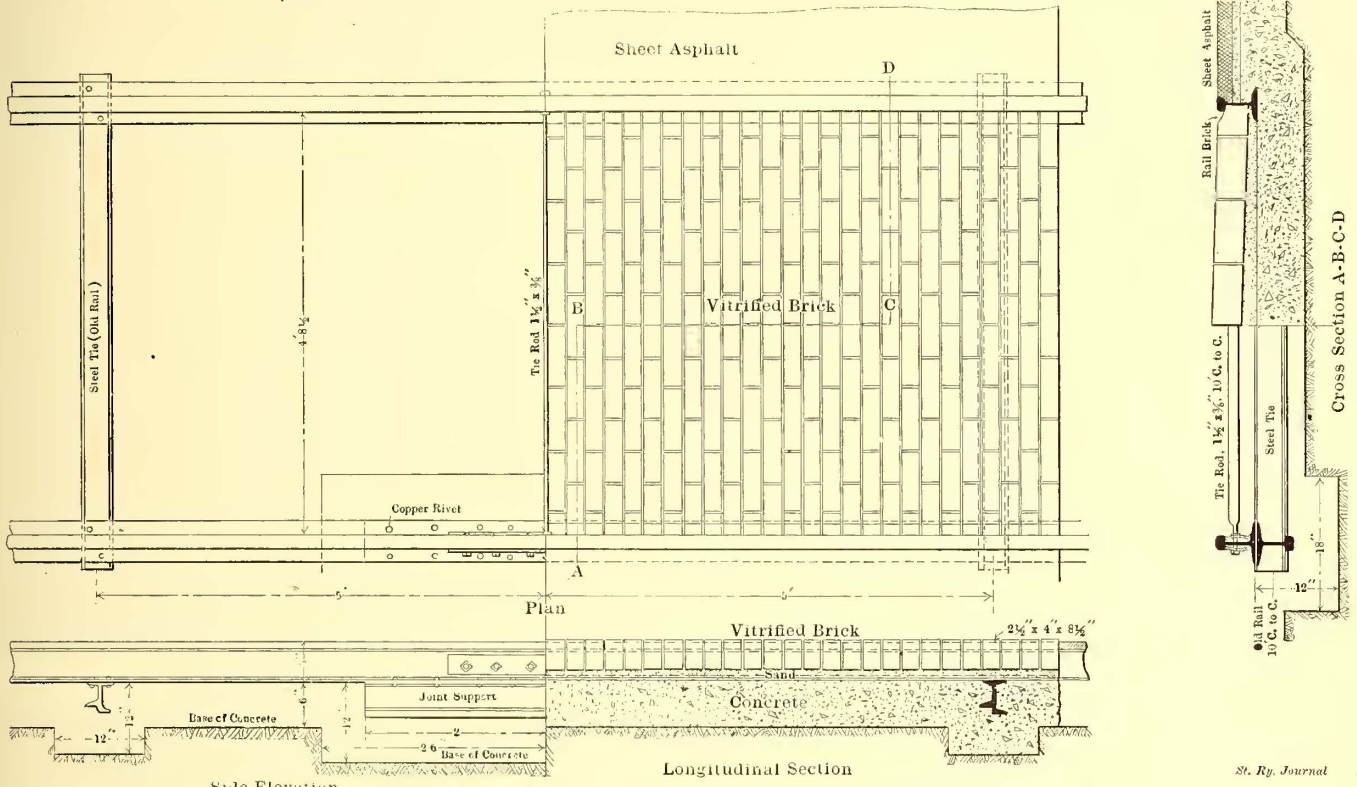 Sheet Asphalt
D
Steel Tie (Old Rail)
4'-8½"
Tie Rod 1½" x ⅜"
B
Vitrified Brick
C
Copper Rivet
A
5'
5'
Plan
Vitrified Brick
2½" x 4" x 8½"
Sand
Joint Support
Concrete
12"
6
12
Base of Concrete
12"
2
2 6
Base of Concrete
Side Elevation
Longitudinal Section
Sheet Asphalt
Rail Brick
Tie Rod, 1½" x ⅜", 10' C. to C.
Steel Tie
18"
12"
Old Rail
10' C. to C.
Cross Section A-B-C-D
St. Ry. Journal